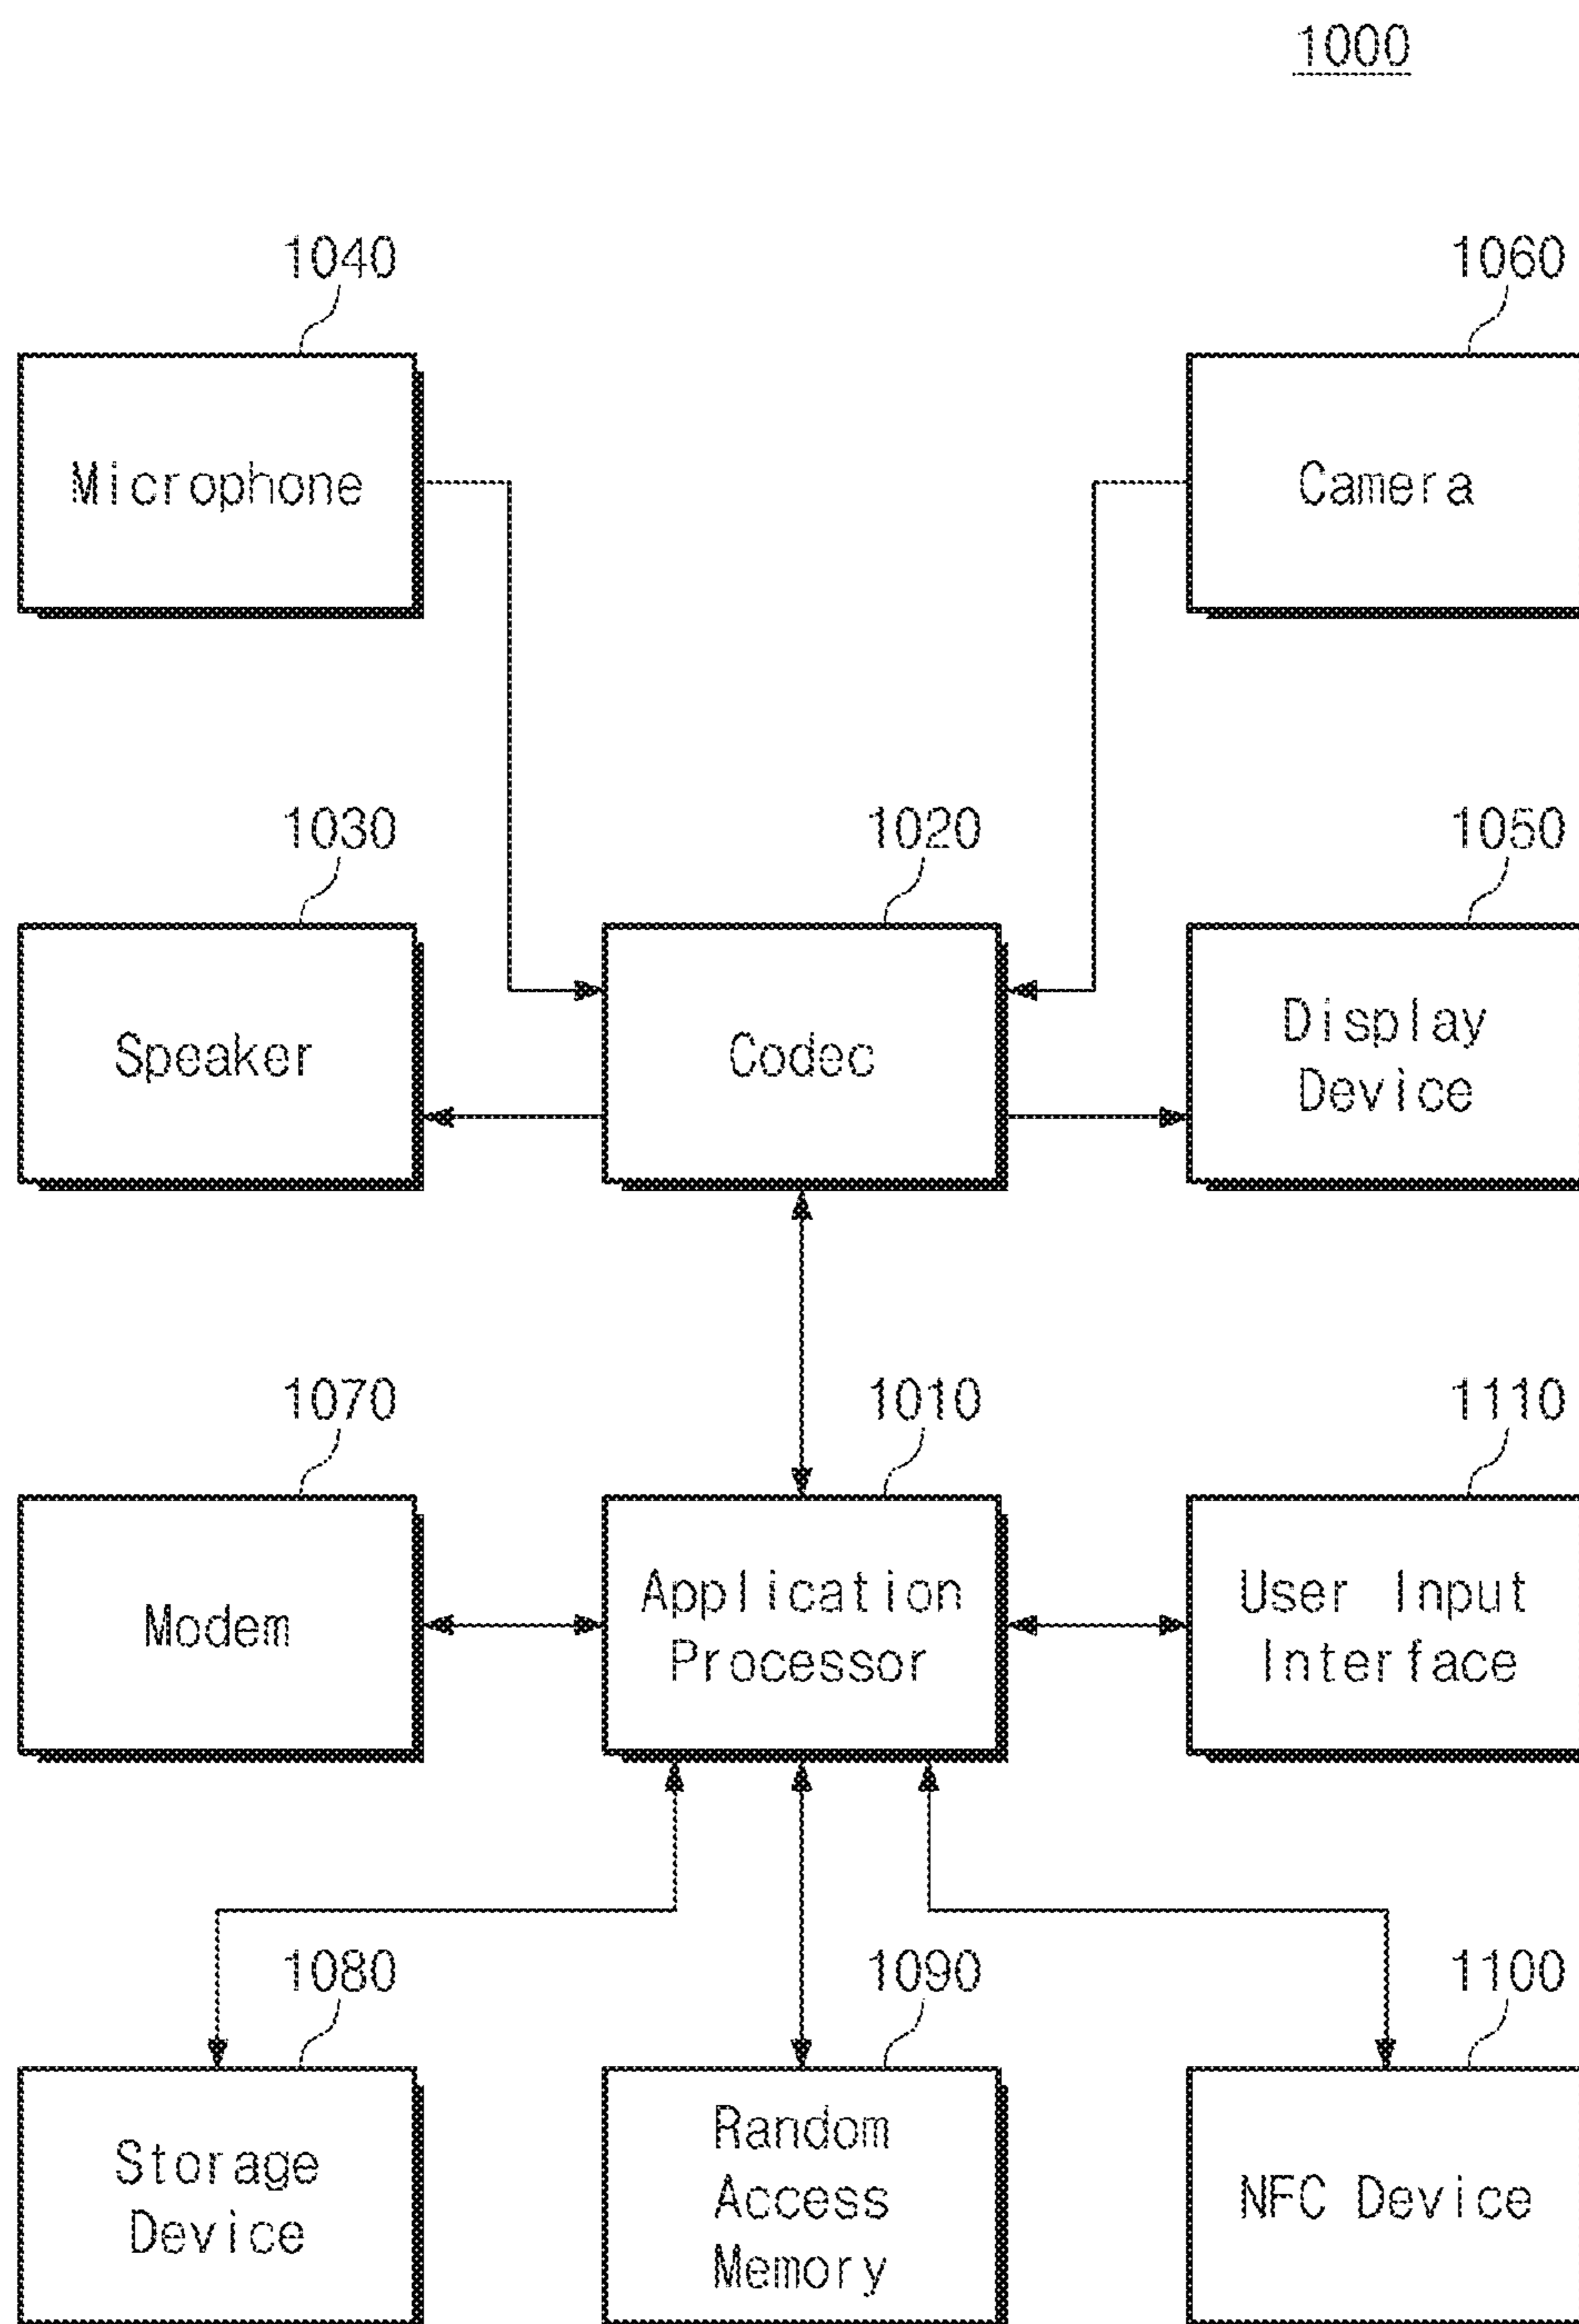 1000
1040
1060
Microphone
Camera
1030
1020
1050
Speaker
Codec
Display
Device
1070
1010
1110
Modem
Application
Processor
User Input
Interface
1080
1090
1100
Storage
Device
Random
Access
Memory
NFC Device